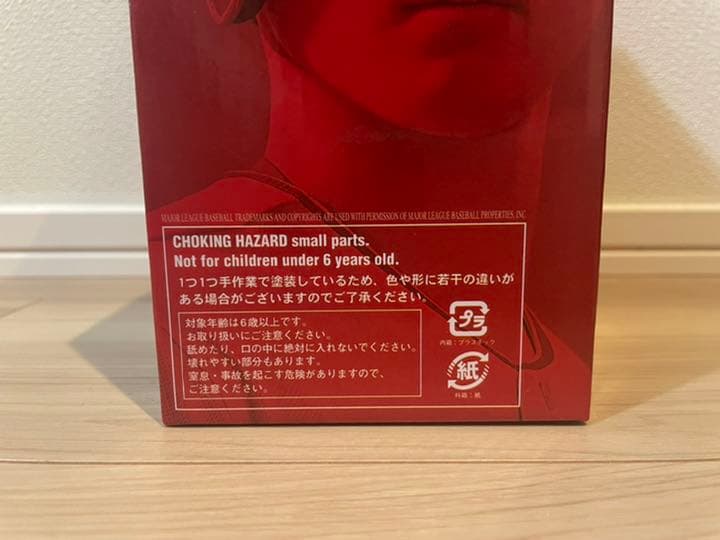 MAJOR LEAGUE BASEBALL TRADEMARKS AND COPYRIGHTS ARE USED WITH PERMISSION OF MAJOR LEAGUE BASEBALL PROPERTIES, INC
CHOKING HAZARD small parts.
Not for children under 6 years old.
1つ1つ手作業で塗装しているため、色や形に若干の違いが
ある場合がございますのでご了承ください。
対象年齢は6歳以上です。
お取り扱いにご注意ください。
舐めたり、口の中に絶対に入れないでください。
壊れやすい部分もあります。
窒息・事故を起こす危険がありますので、
ご注意ください。
プラ
内箱：プラスチック
紙
外箱：紙